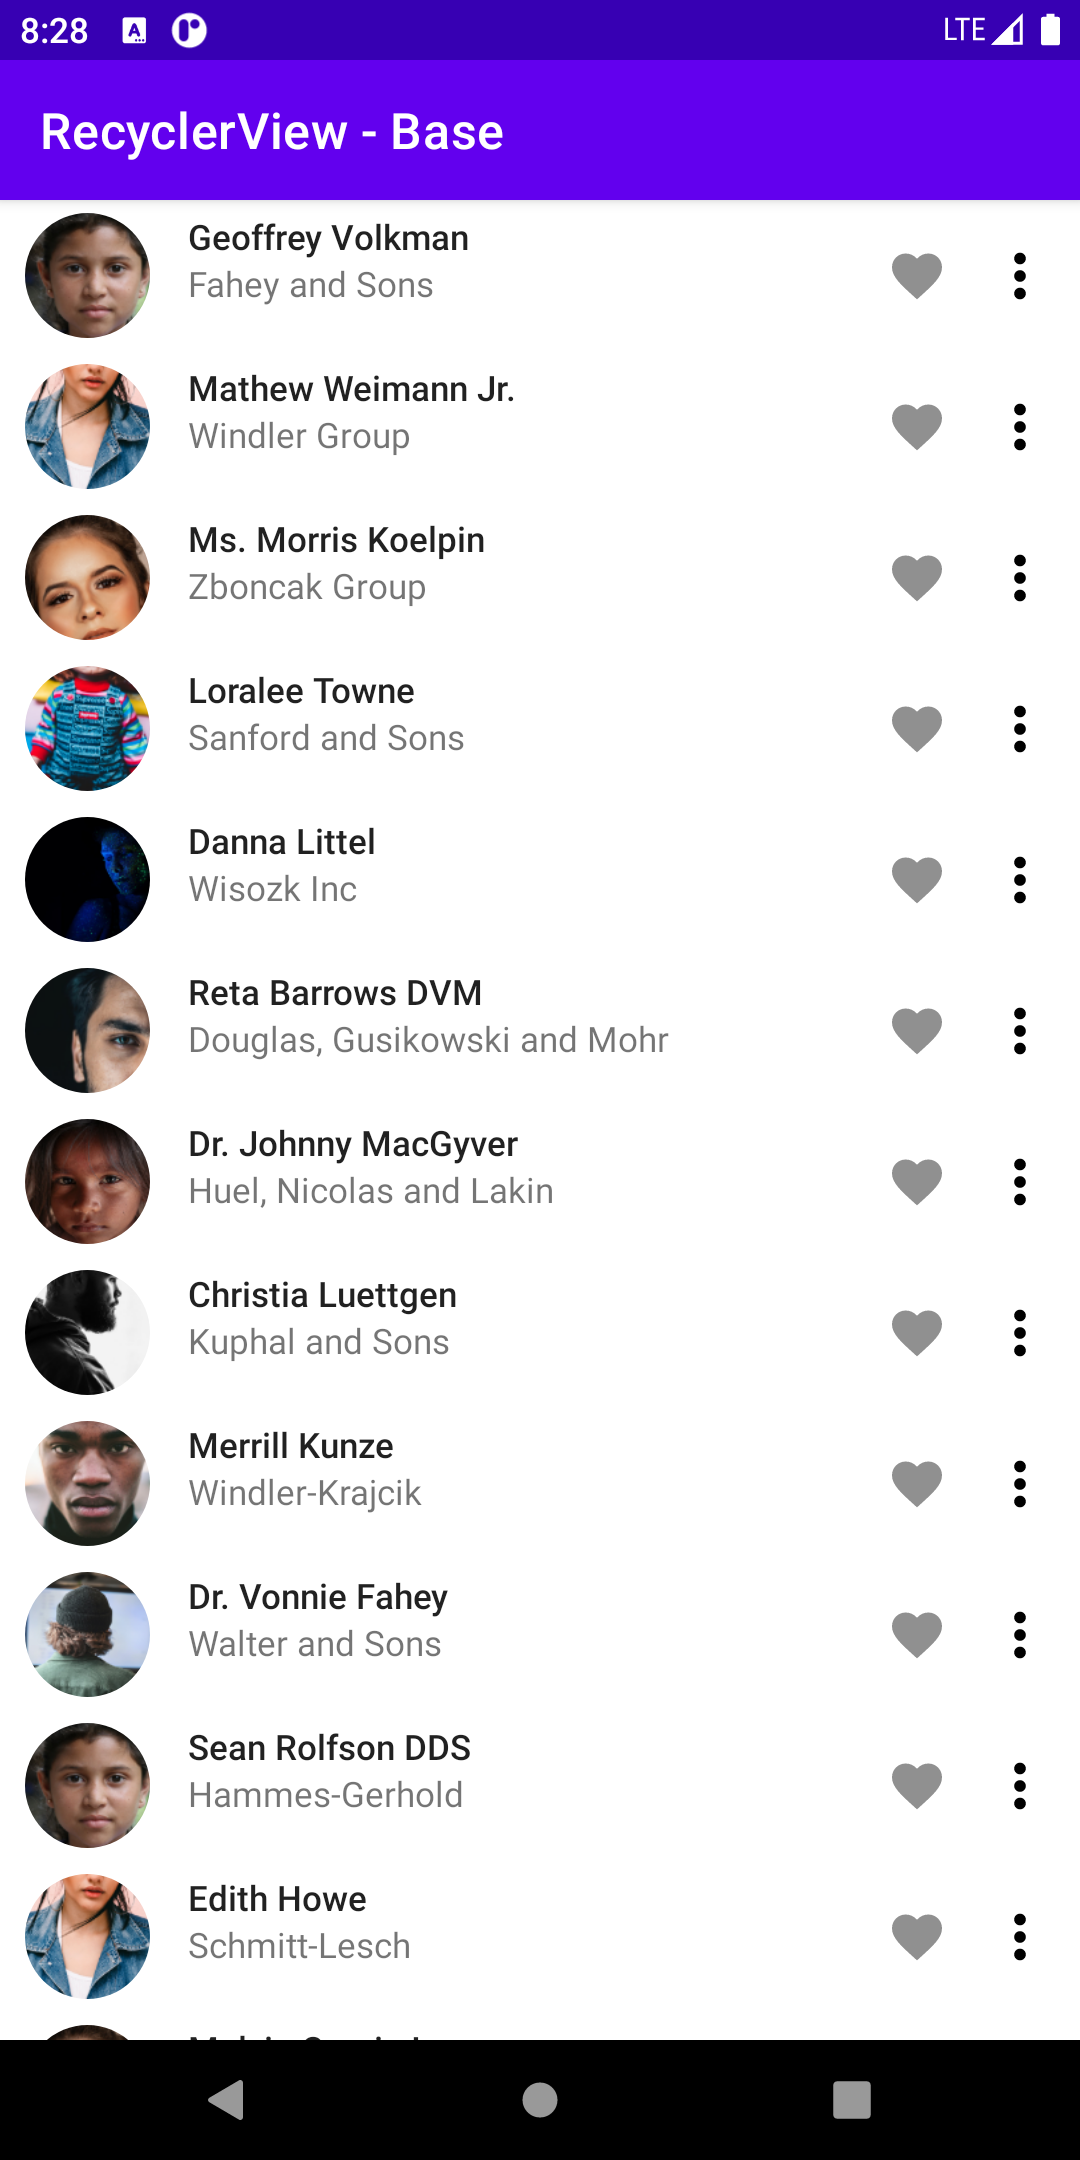 8:28
LTE
RecyclerView - Base
Geoffrey Volkman
Fahey and Sons
Mathew Weimann Jr.
Windler Group
Ms. Morris Koelpin
Zboncak Group
Loralee Towne
Sanford and Sons
Danna Littel
Wisozk Inc
Reta Barrows DVM
Douglas, Gusikowski and Mohr
Dr. Johnny MacGyver
Huel, Nicolas and Lakin
Christia Luettgen
Kuphal and Sons
Merrill Kunze
Windler-Krajcik
Dr. Vonnie Fahey
Walter and Sons
Sean Rolfson DDS
Hammes-Gerhold
Edith Howe
Schmitt-Lesch